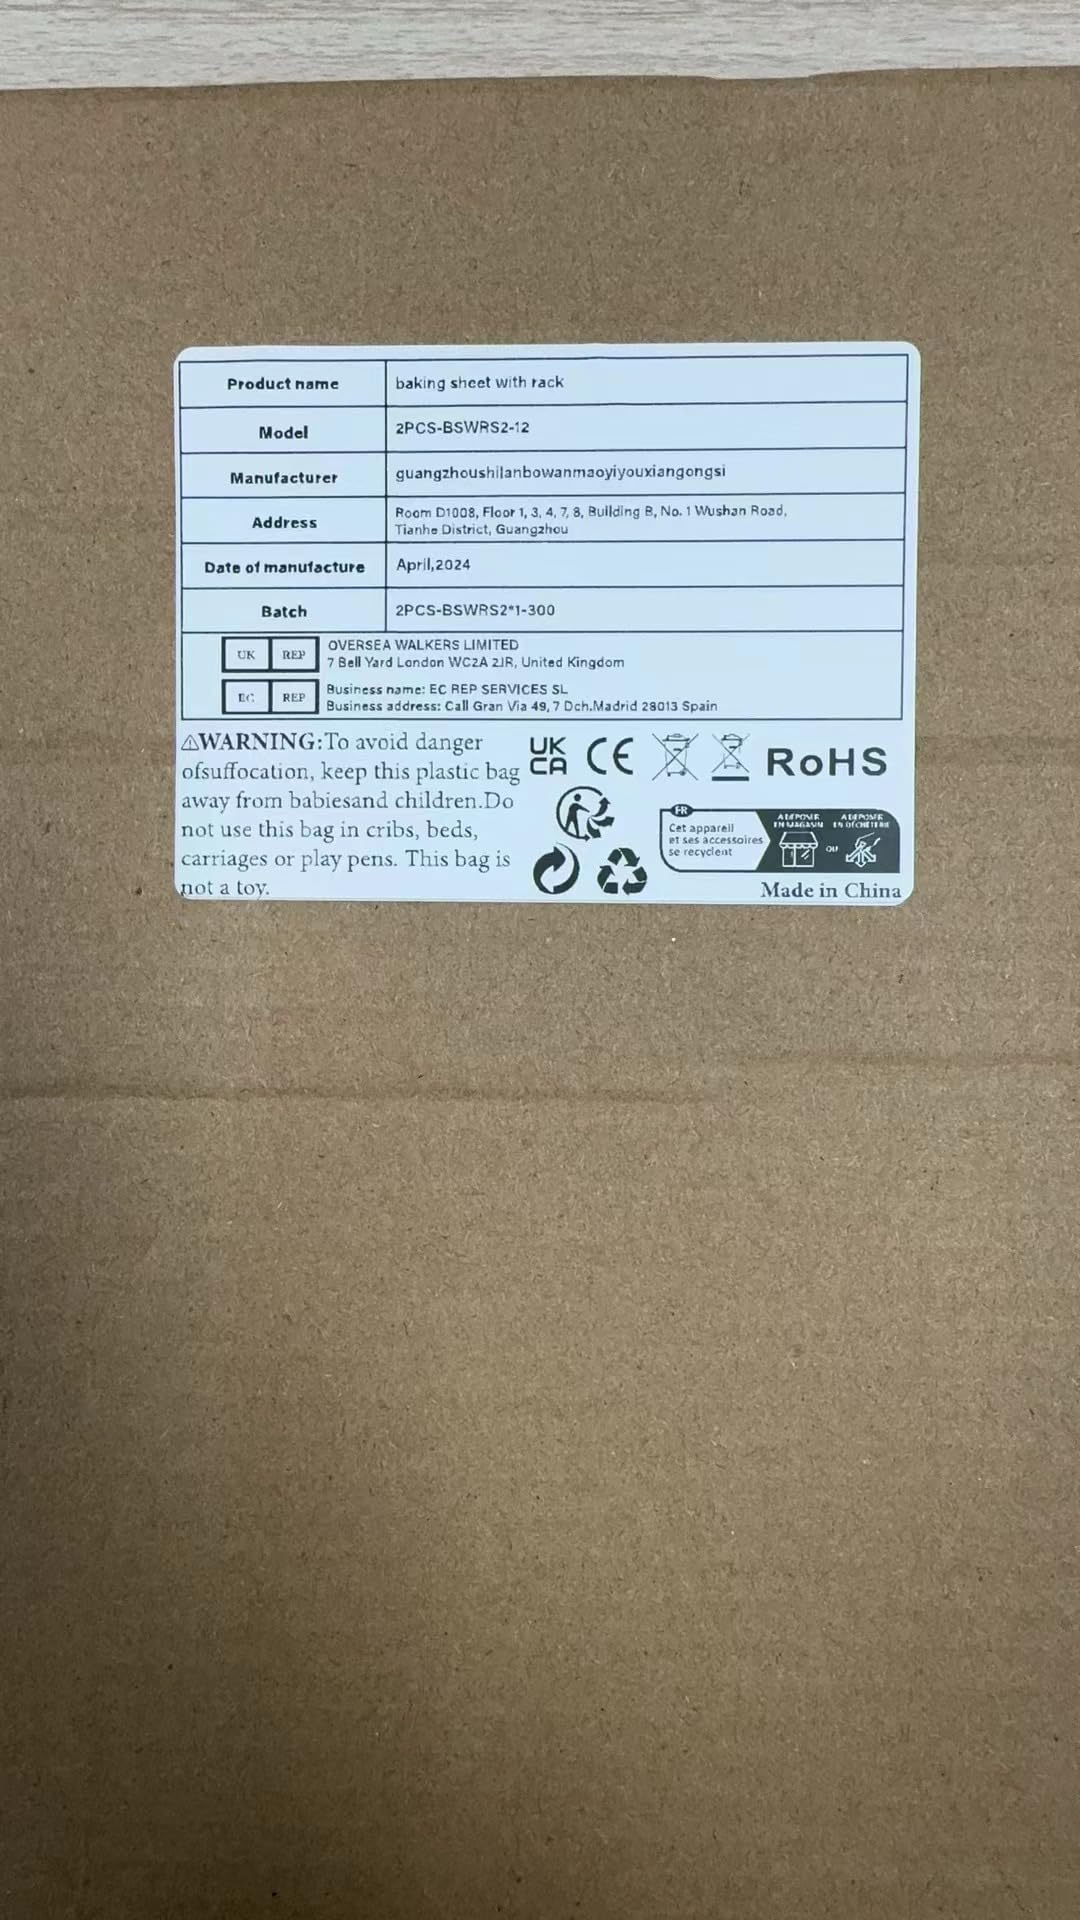 Product name baking sheet with rack
Model 2PCS-BSWRS2-12
Manufacturer guangzhoushilanbowanmaoyiyouxiangongsi
Address Room D1008, Floor 1, 3, 4, 7, 8, Building B, No. 1 Wushan Road,
Tianhe District, Guangzhou
Date of manufacture April,2024
Batch 2PCS-BSWRS2*1-300
UK REP OVERSEA WALKERS LIMITED
7 Bell Yard London WC2A 2JR, United Kingdom
EC REP Business name: EC REP SERVICES SL
Business address: Call Gran Via 49, 7 Dch.Madrid 28013 Spain
⚠WARNING:To avoid danger
ofsuffocation, keep this plastic bag
away from babiesand children.Do
not use this bag in cribs, beds,
carriages or play pens. This bag is
not a toy.
UK
CA CE RoHS
FR
Cet appareil
et ses accessoires
se recyclent
À DÉPOSER
EN MAGASIN
OU
À DÉPOSER
EN DÉCHÈTERIE
Made in China